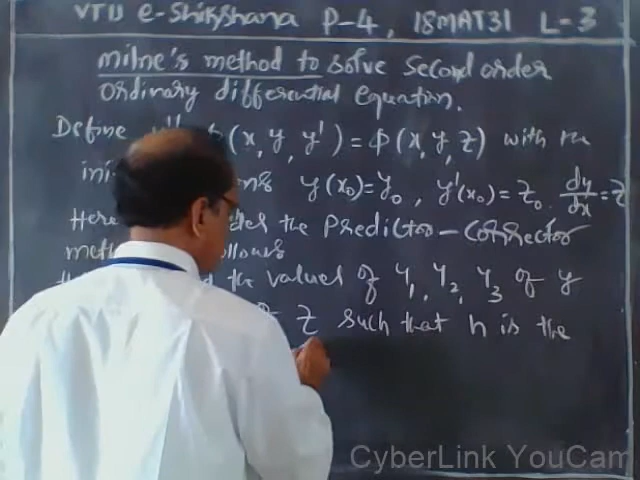 VTU e-Shikshana P-4, 18MAT31 L-3
milne's method to solve second order
ordinary differential equation.
Define (x, y, y') = φ(x, y, z) with the
y(x₀)=y₀, y'(x₀)=z₀. dy/dx=z
Here the Predictor-Corrector
the values of y₁, y₂, y₃ of y
z such that h is the
CyberLink YouCam